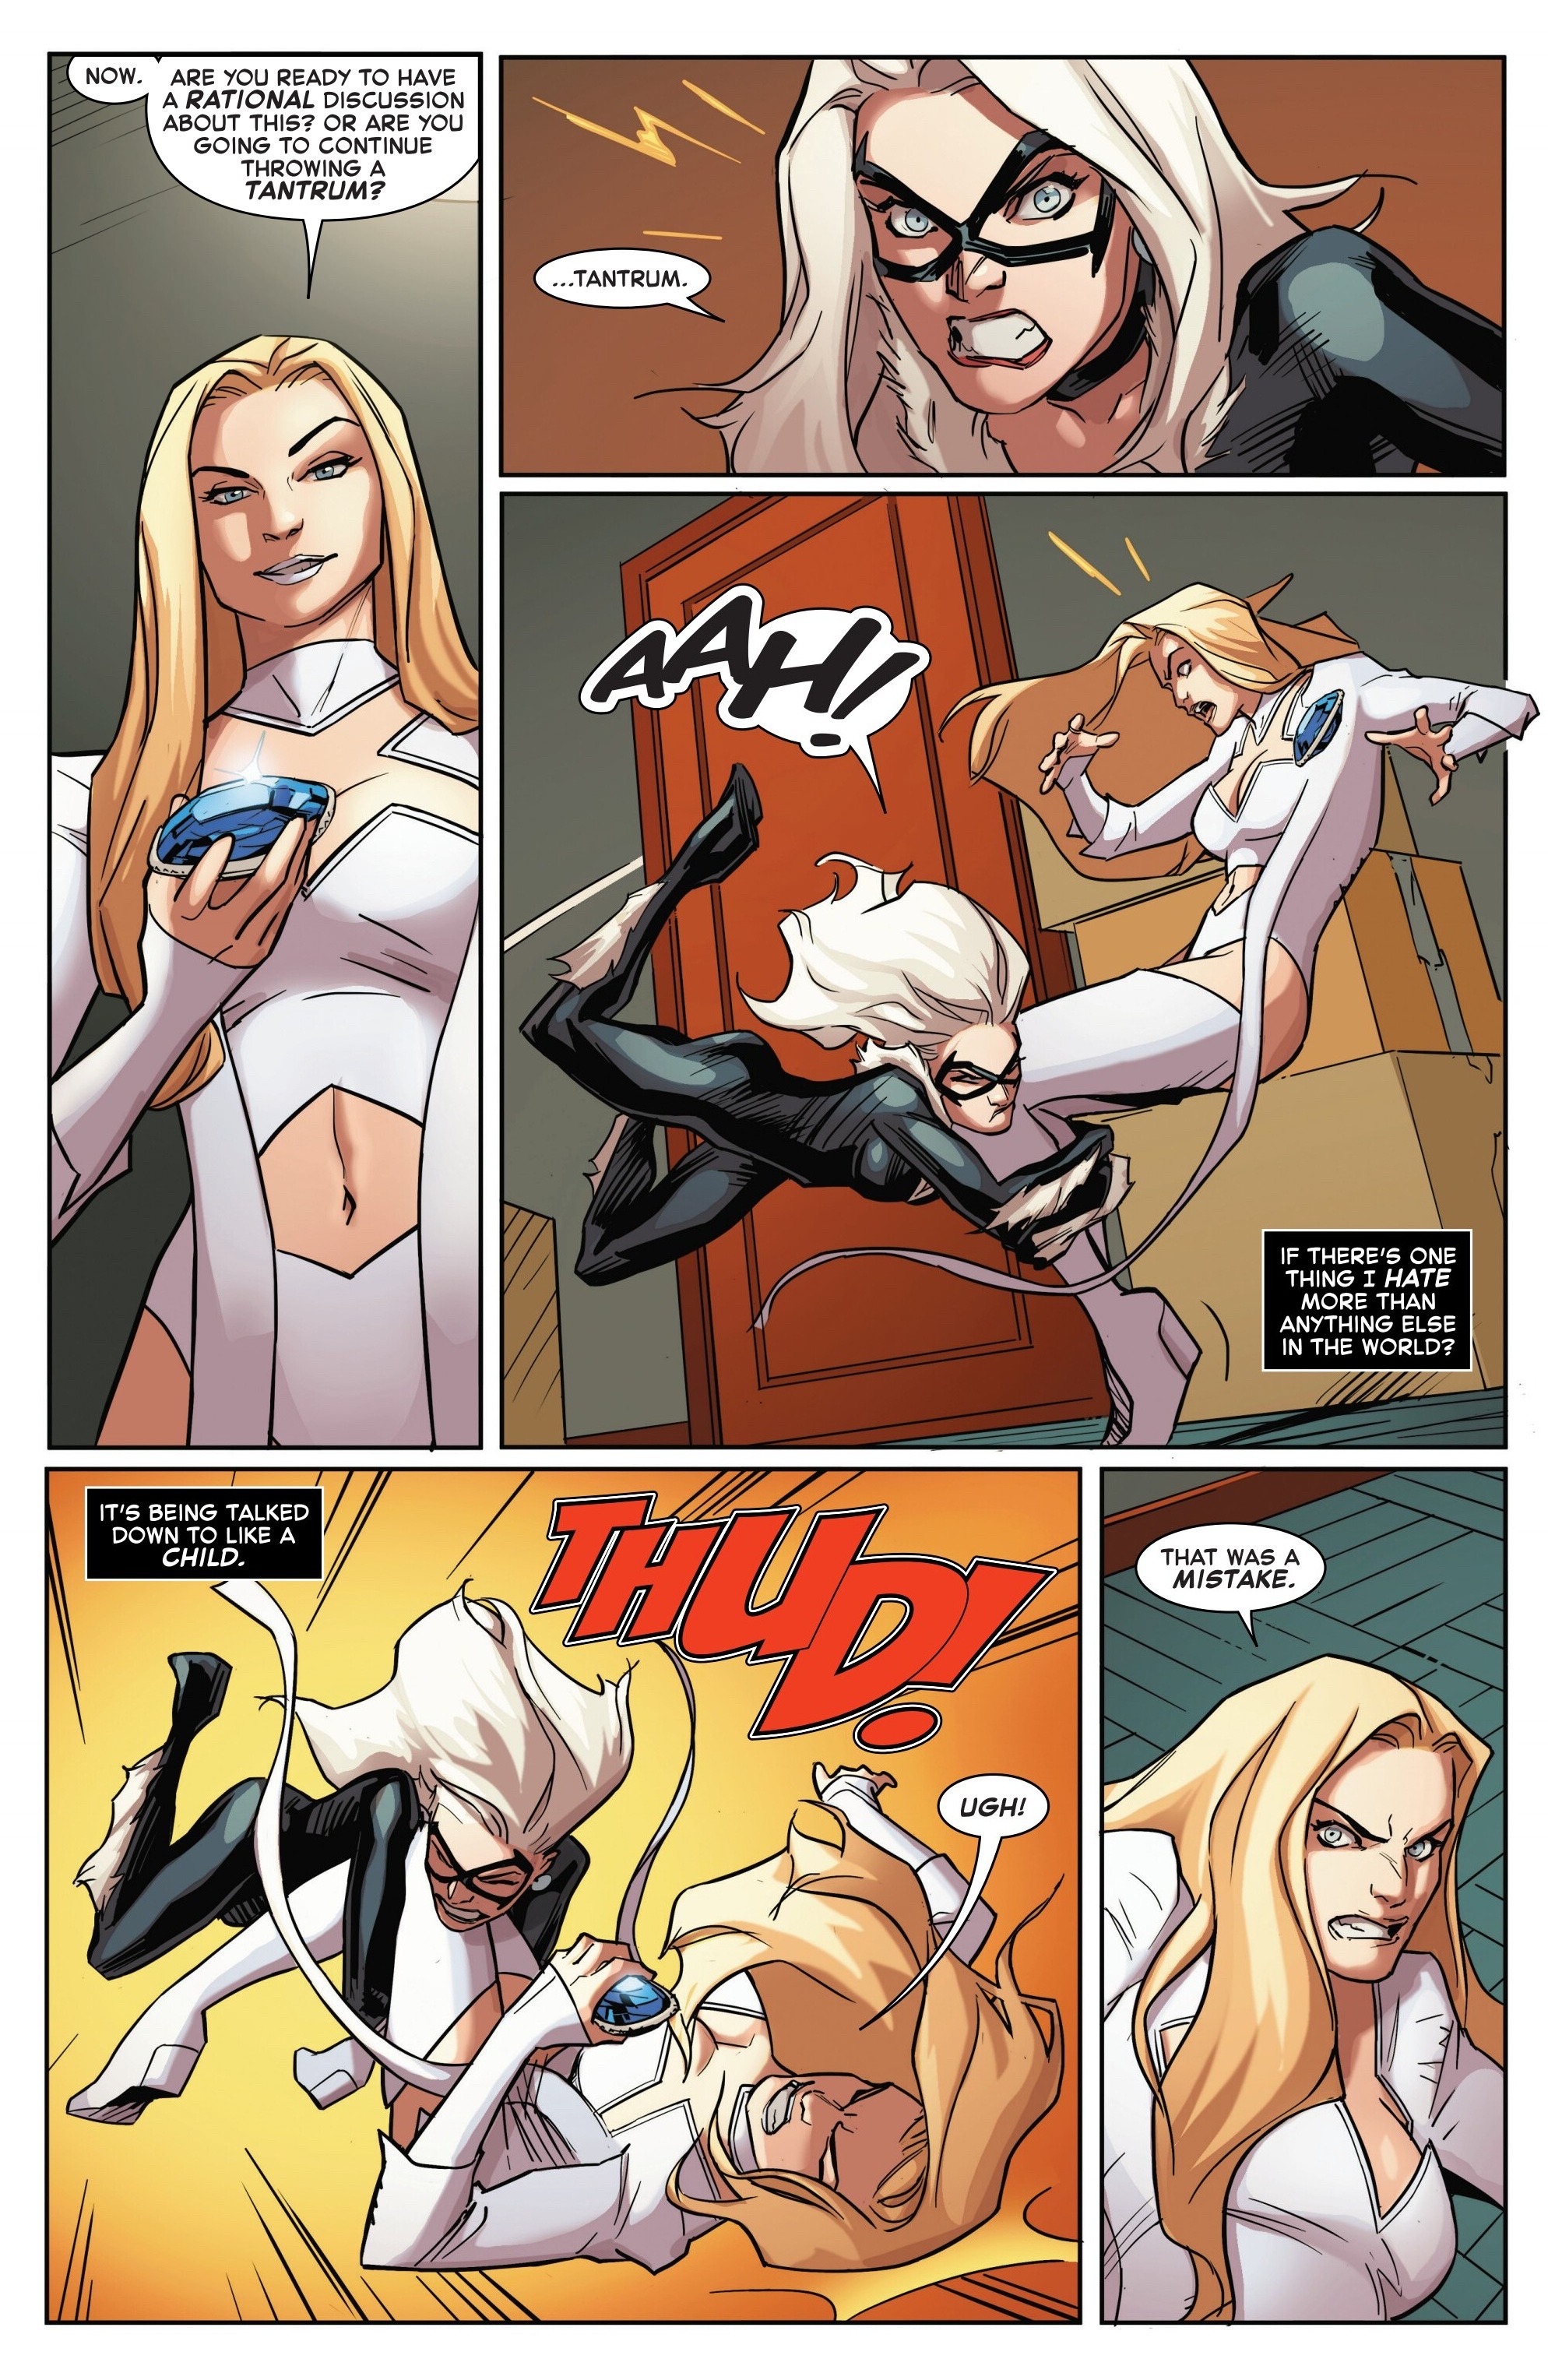 NOW.
ARE YOU READY TO HAVE
A RATIONAL DISCUSSION
ABOUT THIS? OR ARE YOU
GOING TO CONTINUE
THROWING A
TANTRUM?
...TANTRUM.
AAH!
IF THERE'S ONE
THING I HATE
MORE THAN
ANYTHING ELSE
IN THE WORLD?
IT'S BEING TALKED
DOWN TO LIKE A
CHILD.
THUD!
UGH!
THAT WAS A
MISTAKE.